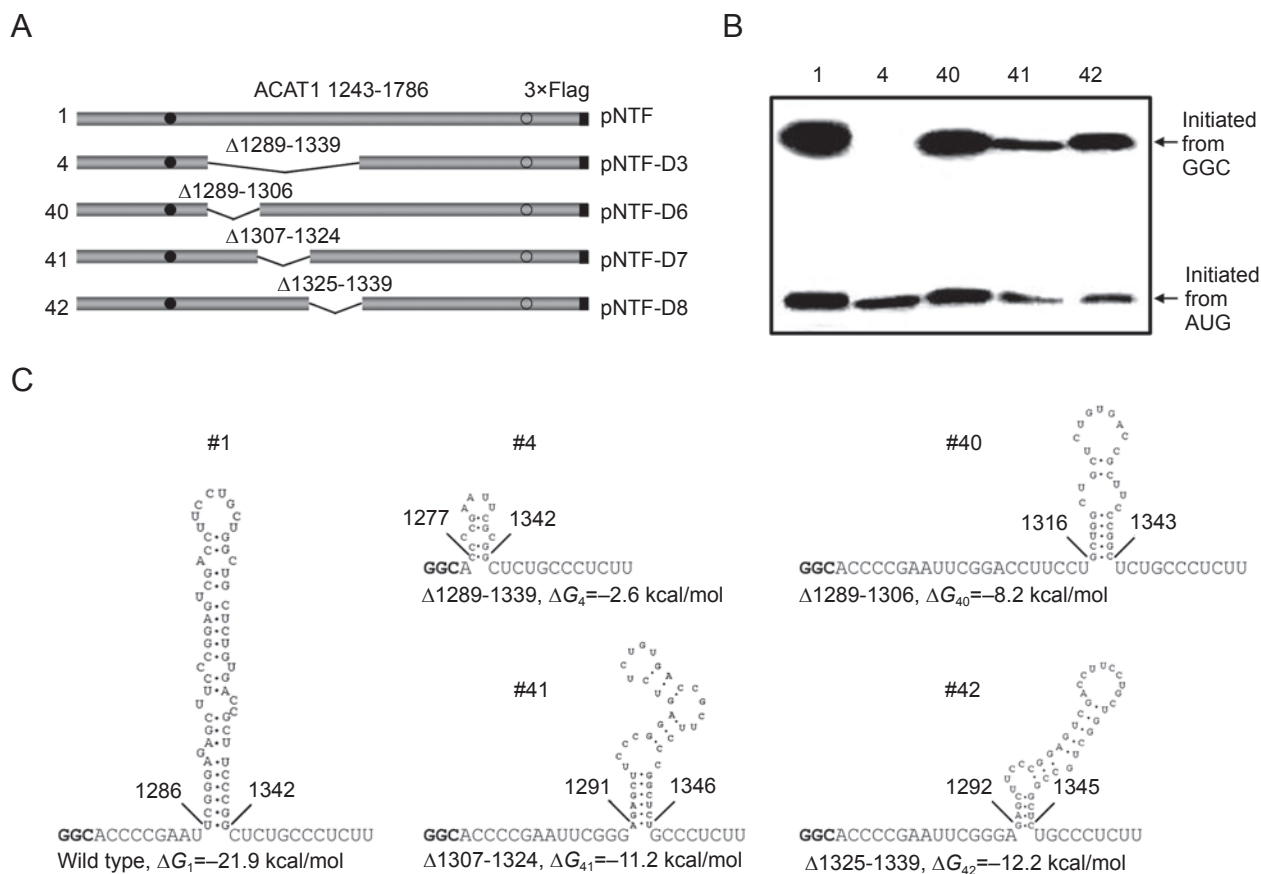 A
ACAT1 1243-1786 3×Flag
1 pNTF
Δ1289-1339
4 pNTF-D3
Δ1289-1306
40 pNTF-D6
Δ1307-1324
41 pNTF-D7
Δ1325-1339
42 pNTF-D8
B
1 4 40 41 42
Initiated
from
GGC
Initiated
from
AUG
C
#1
1286 1342
GGCACCCCGAAU CUCUGCCCUCUU
Wild type, ΔG1=–21.9 kcal/mol
#4
1277 1342
GGCA CUCUGCCCUCUU
Δ1289-1339, ΔG4=–2.6 kcal/mol
#40
1316 1343
GGCACCCCGAAUUCGGACCUUCCU UCUGCCCUCUU
Δ1289-1306, ΔG40=–8.2 kcal/mol
#41
1291 1346
GGCACCCCGAAUUCGGG GCCCUCUU
Δ1307-1324, ΔG41=–11.2 kcal/mol
#42
1292 1345
GGCACCCCGAAUUCGGGA UGCCCUCUU
Δ1325-1339, ΔG42=–12.2 kcal/mol